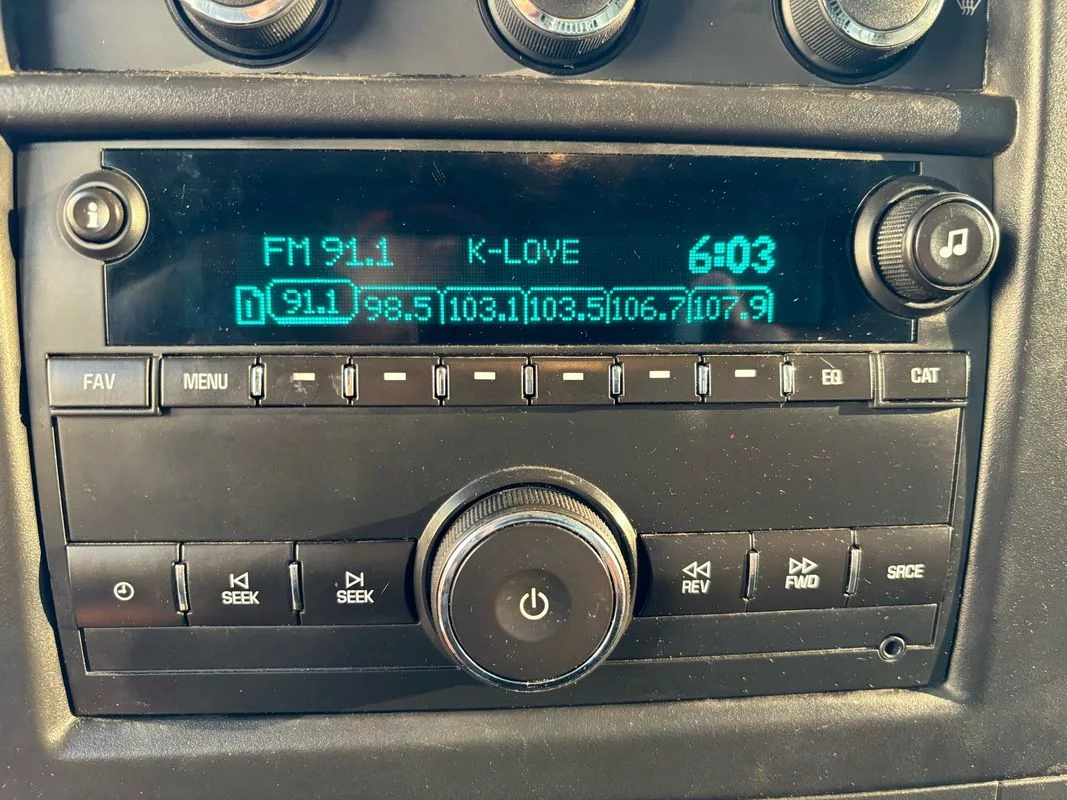 i
FM 91.1 K-LOVE 6:03
91.1 98.5 103.1 103.5 106.7 107.9
FAV MENU EQ CAT
SEEK SEEK REV FWD SRCE